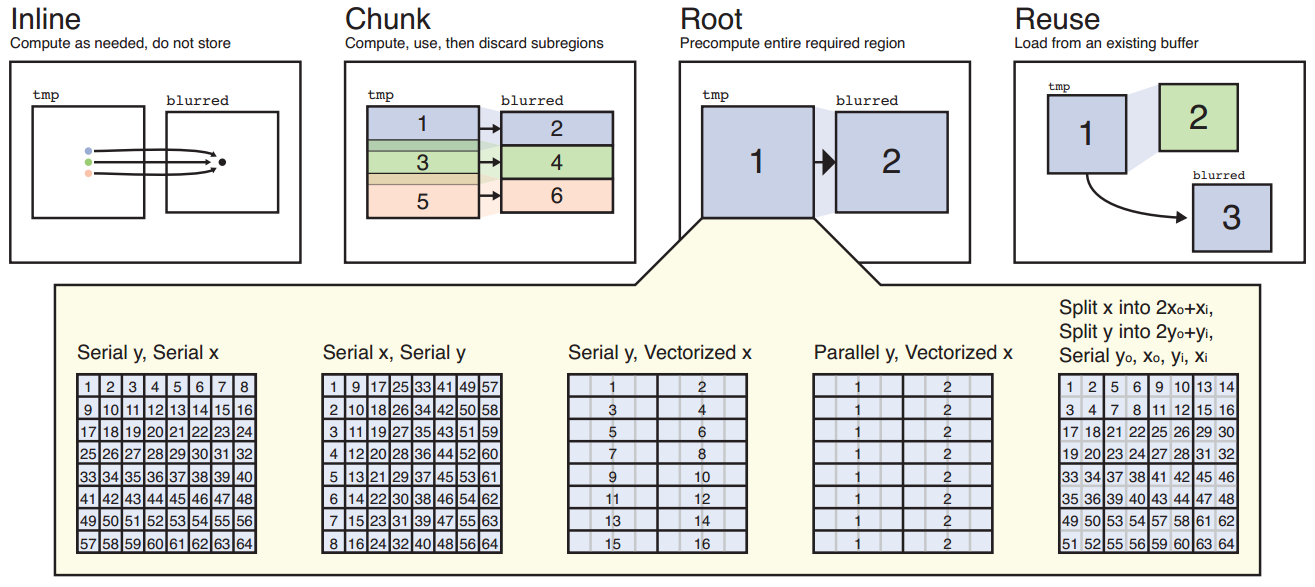 Inline
Compute as needed, do not store
tmp
blurred
Chunk
Compute, use, then discard subregions
tmp
blurred
1
2
3
4
5
6
Root
Precompute entire required region
tmp
blurred
1
2
Reuse
Load from an existing buffer
tmp
1
2
blurred
3
Serial y, Serial x
1 2 3 4 5 6 7 8
9 10 11 12 13 14 15 16
17 18 19 20 21 22 23 24
25 26 27 28 29 30 31 32
33 34 35 36 37 38 39 40
41 42 43 44 45 46 47 48
49 50 51 52 53 54 55 56
57 58 59 60 61 62 63 64
Serial x, Serial y
1 9 17 25 33 41 49 57
2 10 18 26 34 42 50 58
3 11 19 27 35 43 51 59
4 12 20 28 36 44 52 60
5 13 21 29 37 45 53 61
6 14 22 30 38 46 54 62
7 15 23 31 39 47 55 63
8 16 24 32 40 48 56 64
Serial y, Vectorized x
1 2
3 4
5 6
7 8
9 10
11 12
13 14
15 16
Parallel y, Vectorized x
1 2
1 2
1 2
1 2
1 2
1 2
1 2
1 2
Split x into 2xₒ+xᵢ,
Split y into 2yₒ+yᵢ,
Serial yₒ, xₒ, yᵢ, xᵢ
1 2 5 6 9 10 13 14
3 4 7 8 11 12 15 16
17 18 21 22 25 26 29 30
19 20 23 24 27 28 31 32
33 34 37 38 41 42 45 46
35 36 39 40 43 44 47 48
49 50 53 54 57 58 61 62
51 52 55 56 59 60 63 64